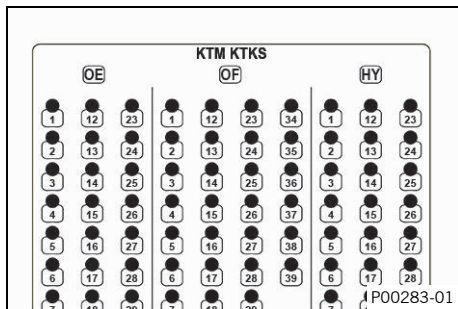 KTM KTKS
OE OF HY
1 12 23 1 12 23 34 1 12 23
2 13 24 2 13 24 35 2 13 24
3 14 25 3 14 25 36 3 14 25
4 15 26 4 15 26 37 4 15 26
5 16 27 5 16 27 38 5 16 27
6 17 28 6 17 28 39 6 17 28
P00283-01